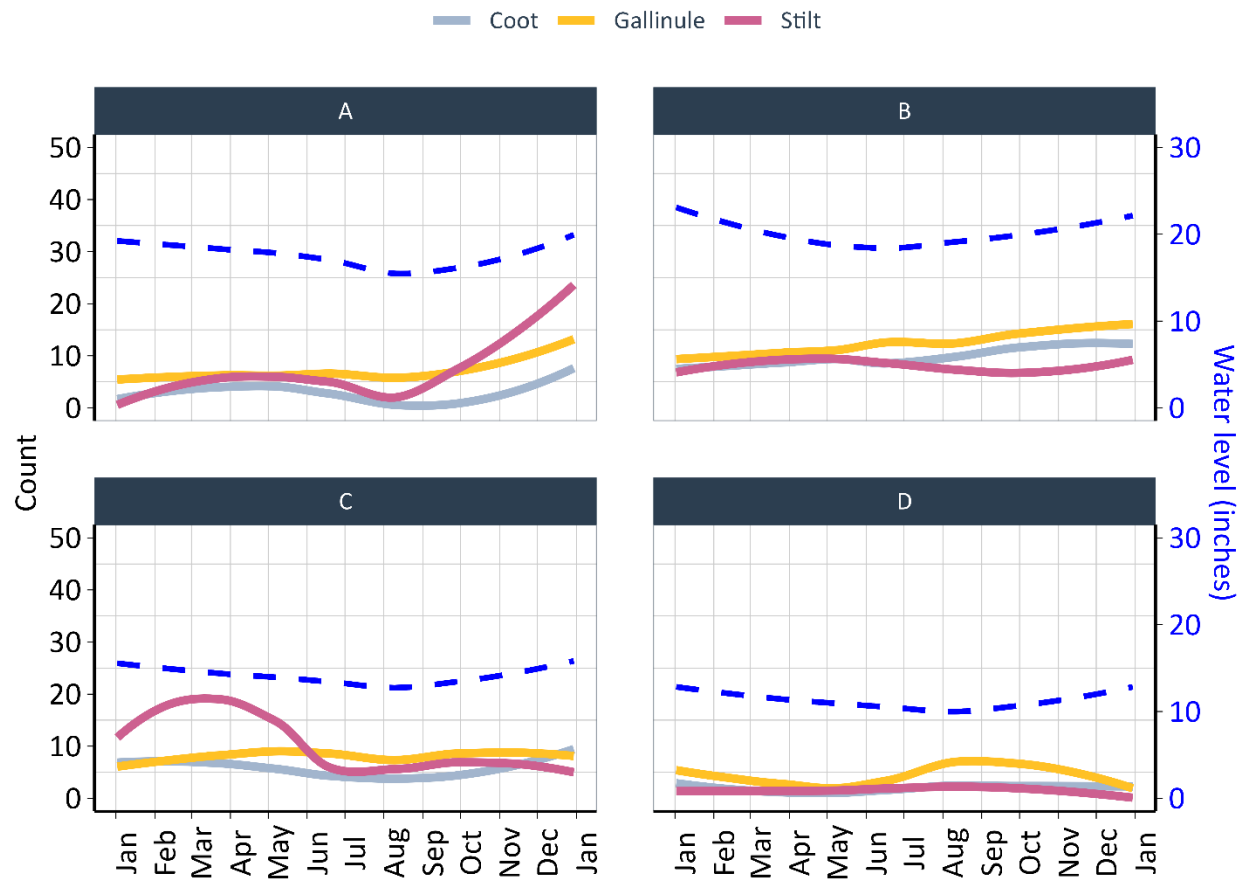 Coot Gallinule Stilt
A B
50 30
40
30 20
20
10 10
0 0
Count
Water level (inches)
C D
50 30
40
30 20
20
10 10
0 0
Jan Feb Mar Apr May Jun Jul Aug Sep Oct Nov Dec Jan Jan Feb Mar Apr May Jun Jul Aug Sep Oct Nov Dec Jan